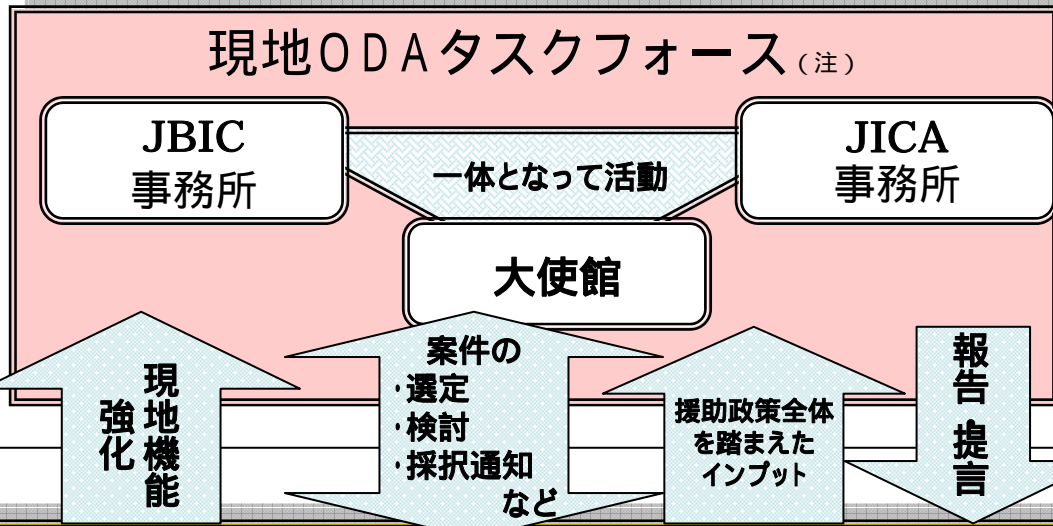 現地ODAタスクフォース(注)
JBIC
事務所
一体となって活動
JICA
事務所
大使館
現地機能
強化
案件の
・選定
・検討
・採択通知
など
援助政策全体
を踏まえた
インプット
報告・提言